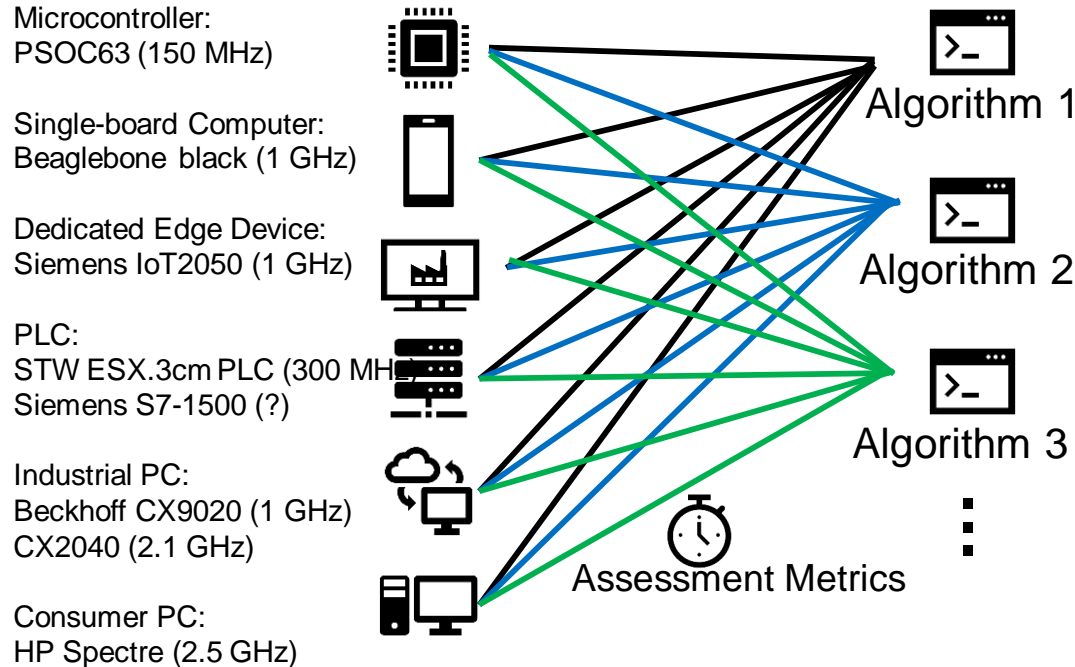 Microcontroller:
PSOC63 (150 MHz)
Single-board Computer:
Beaglebone black (1 GHz)
Dedicated Edge Device:
Siemens IoT2050 (1 GHz)
PLC:
STW ESX.3cm PLC (300 MHz)
Siemens S7-1500 (?)
Industrial PC:
Beckhoff CX9020 (1 GHz)
CX2040 (2.1 GHz)
Consumer PC:
HP Spectre (2.5 GHz)
Algorithm 1
Algorithm 2
Algorithm 3
Assessment Metrics